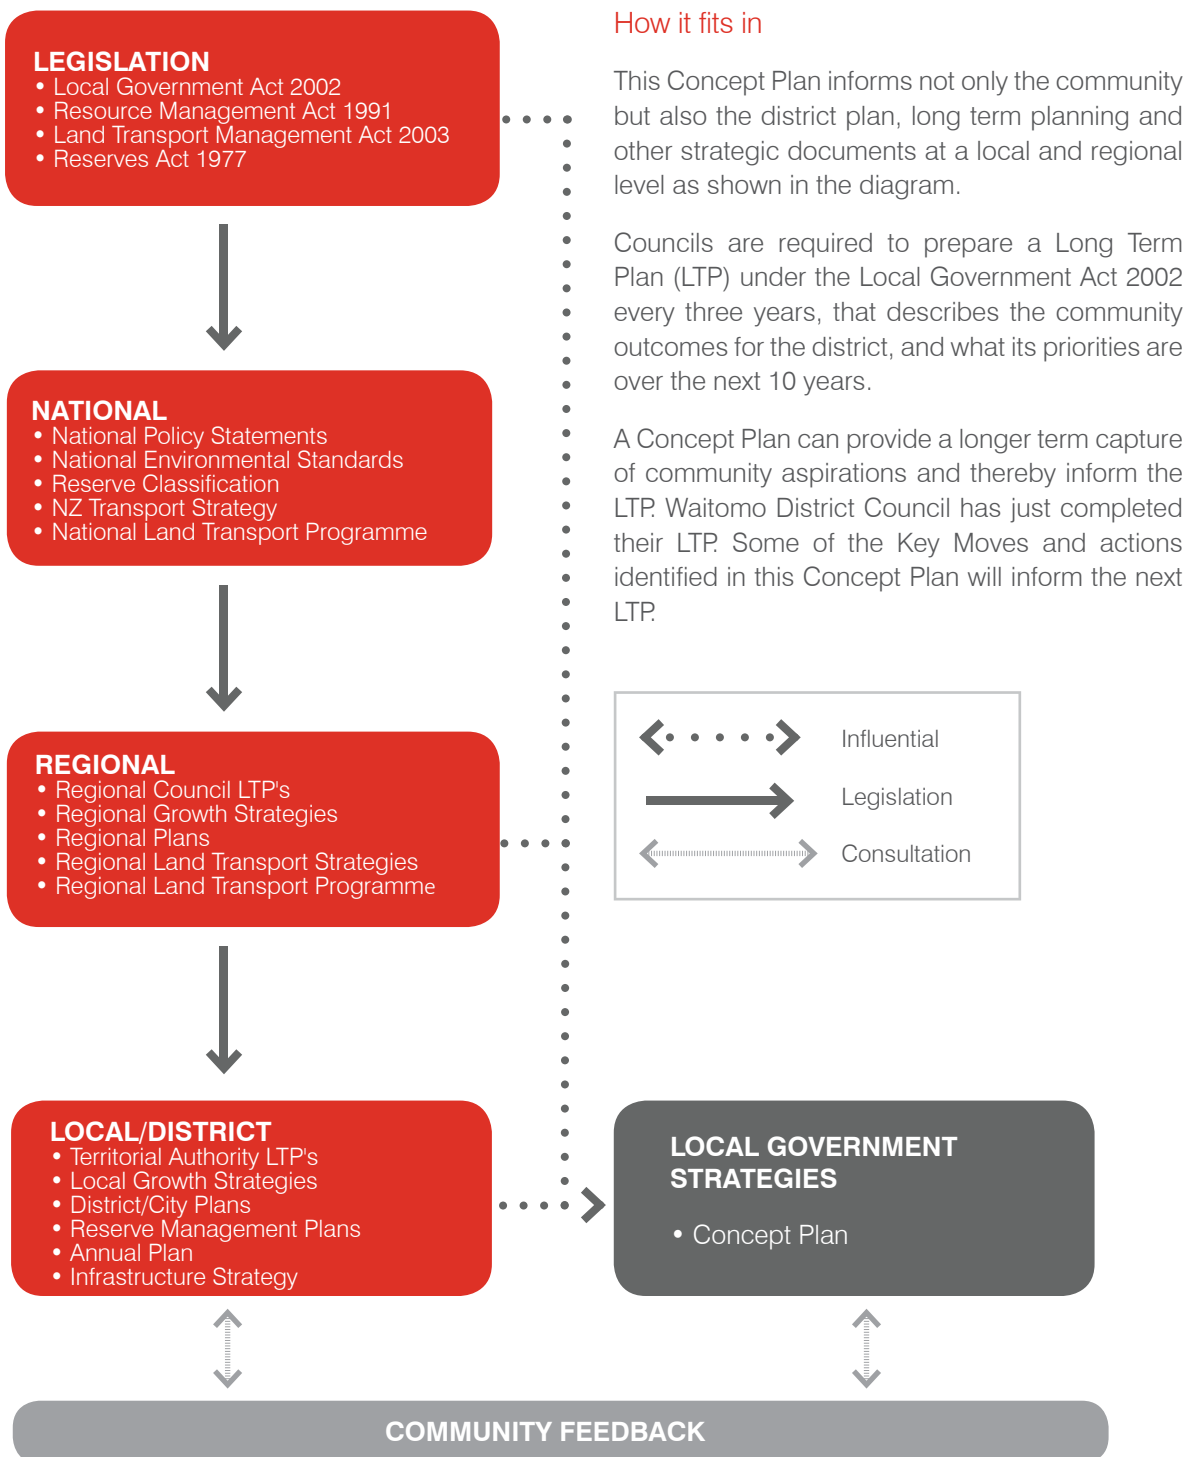 LEGISLATION
• Local Government Act 2002
• Resource Management Act 1991
• Land Transport Management Act 2003
• Reserves Act 1977
NATIONAL
• National Policy Statements
• National Environmental Standards
• Reserve Classification
• NZ Transport Strategy
• National Land Transport Programme
REGIONAL
• Regional Council LTP's
• Regional Growth Strategies
• Regional Plans
• Regional Land Transport Strategies
• Regional Land Transport Programme
LOCAL/DISTRICT
• Territorial Authority LTP's
• Local Growth Strategies
• District/City Plans
• Reserve Management Plans
• Annual Plan
• Infrastructure Strategy
How it fits in
This Concept Plan informs not only the community
but also the district plan, long term planning and
other strategic documents at a local and regional
level as shown in the diagram.
Councils are required to prepare a Long Term
Plan (LTP) under the Local Government Act 2002
every three years, that describes the community
outcomes for the district, and what its priorities are
over the next 10 years.
A Concept Plan can provide a longer term capture
of community aspirations and thereby inform the
LTP. Waitomo District Council has just completed
their LTP. Some of the Key Moves and actions
identified in this Concept Plan will inform the next
LTP.
Influential
Legislation
Consultation
LOCAL GOVERNMENT
STRATEGIES
• Concept Plan
COMMUNITY FEEDBACK